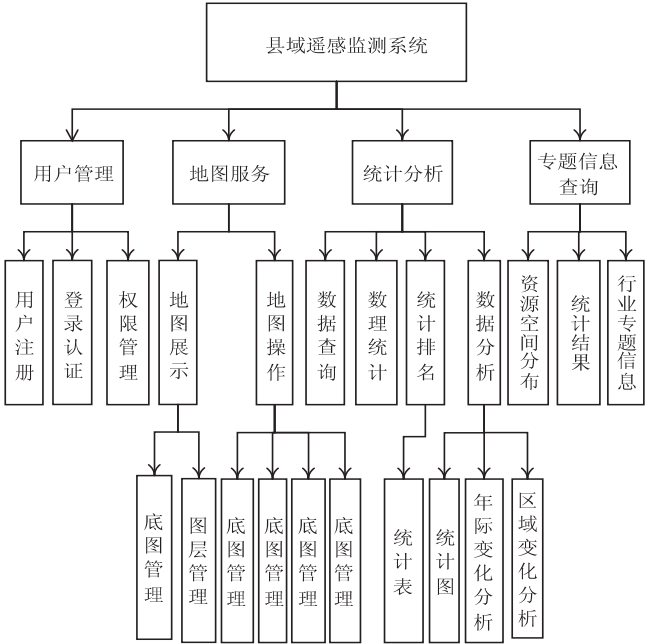 县域遥感监测系统
用户管理
地图服务
统计分析
专题信息
查询
用户注册
登录认证
权限管理
地图展示
地图操作
数据查询
数理统计
统计排名
数据分析
资源空间分布
统计结果
行业专题信息
底图管理
图层管理
底图管理
底图管理
底图管理
底图管理
统计表
统计图
年际变化分析
区域变化分析